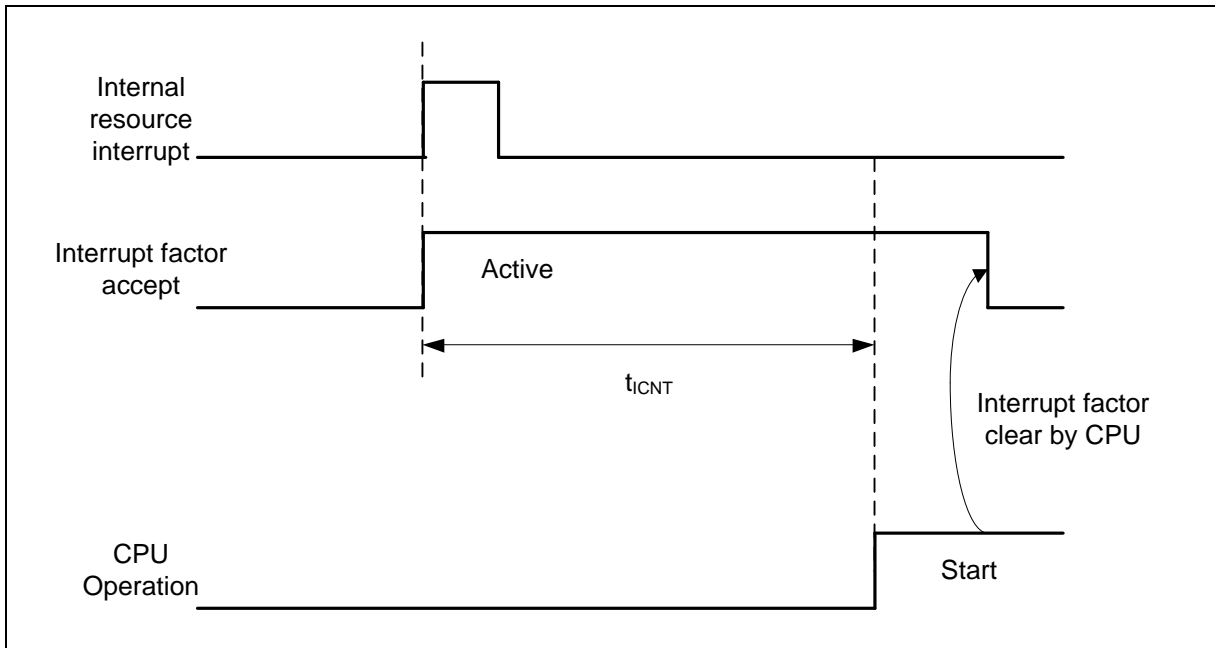 Internal
resource
interrupt
Interrupt factor
accept
Active
tICNT
Interrupt factor
clear by CPU
CPU
Operation
Start